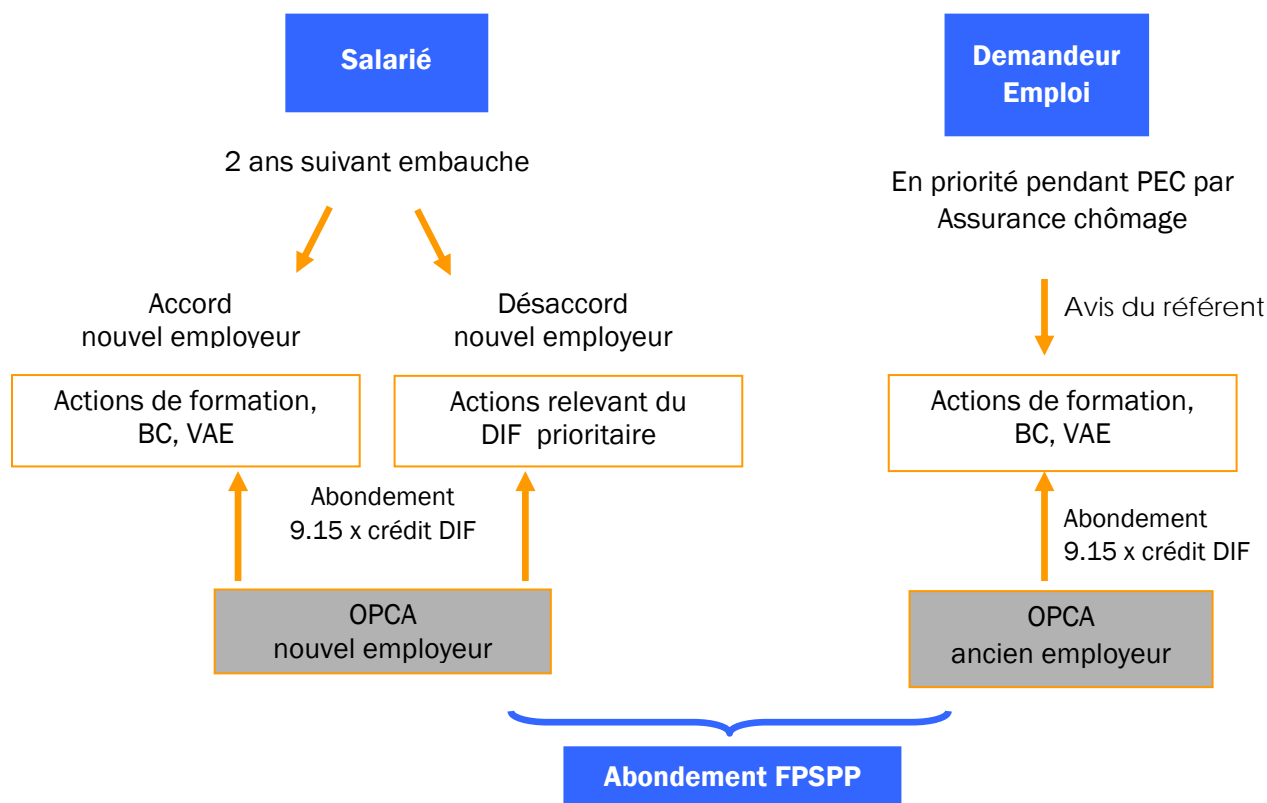 Salarié
2 ans suivant embauche
Accord
nouvel employeur
Désaccord
nouvel employeur
Actions de formation,
BC, VAE
Actions relevant du
DIF prioritaire
Abondement
9.15 x crédit DIF
OPCA
nouvel employeur
Demandeur
Emploi
En priorité pendant PEC par
Assurance chômage
Avis du référent
Actions de formation,
BC, VAE
Abondement
9.15 x crédit DIF
OPCA
ancien employeur
Abondement FPSPP